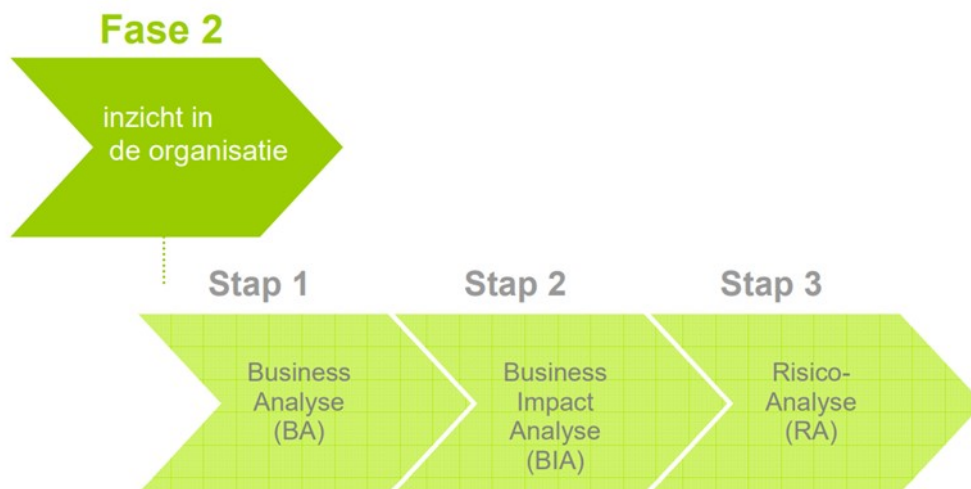 Fase 2
inzicht in
de organisatie
Stap 1
Stap 2
Stap 3
Business
Analyse
(BA)
Business
Impact
Analyse
(BIA)
Risico-
Analyse
(RA)